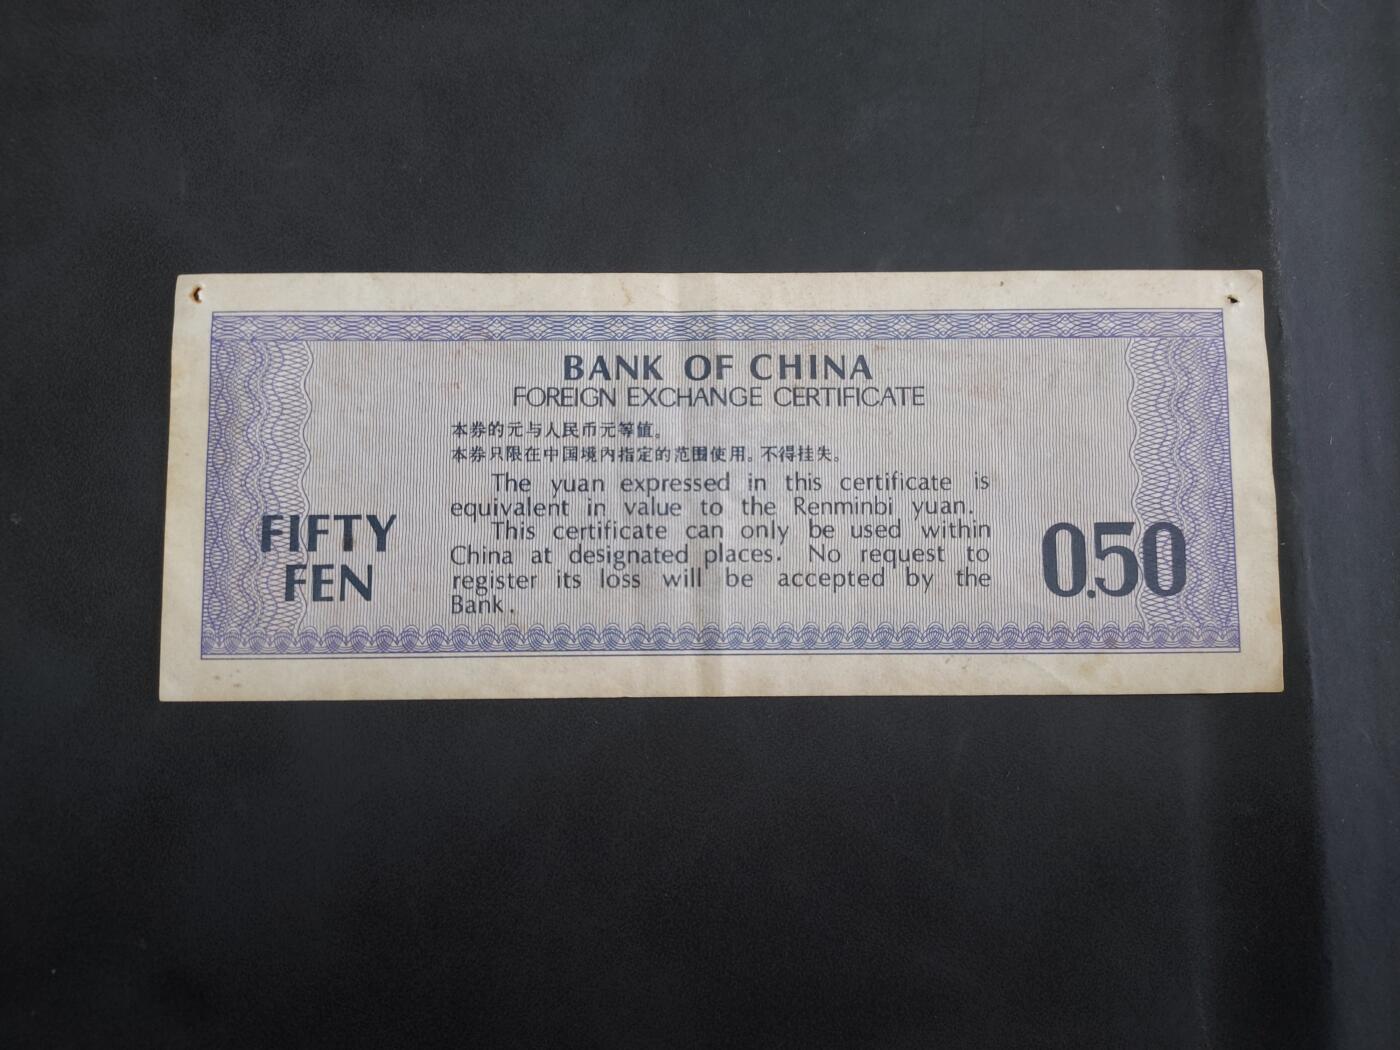 BANK OF CHINA
FOREIGN EXCHANGE CERTIFICATE
本券的元与人民币元等值。
本券只限在中国境内指定的范围使用。不得挂失。
The yuan expressed in this certificate is
equivalent in value to the Renminbi yuan.
This certificate can only be used within
China at designated places. No request to
register its loss will be accepted by the
Bank.
FIFTY
FEN
0.50